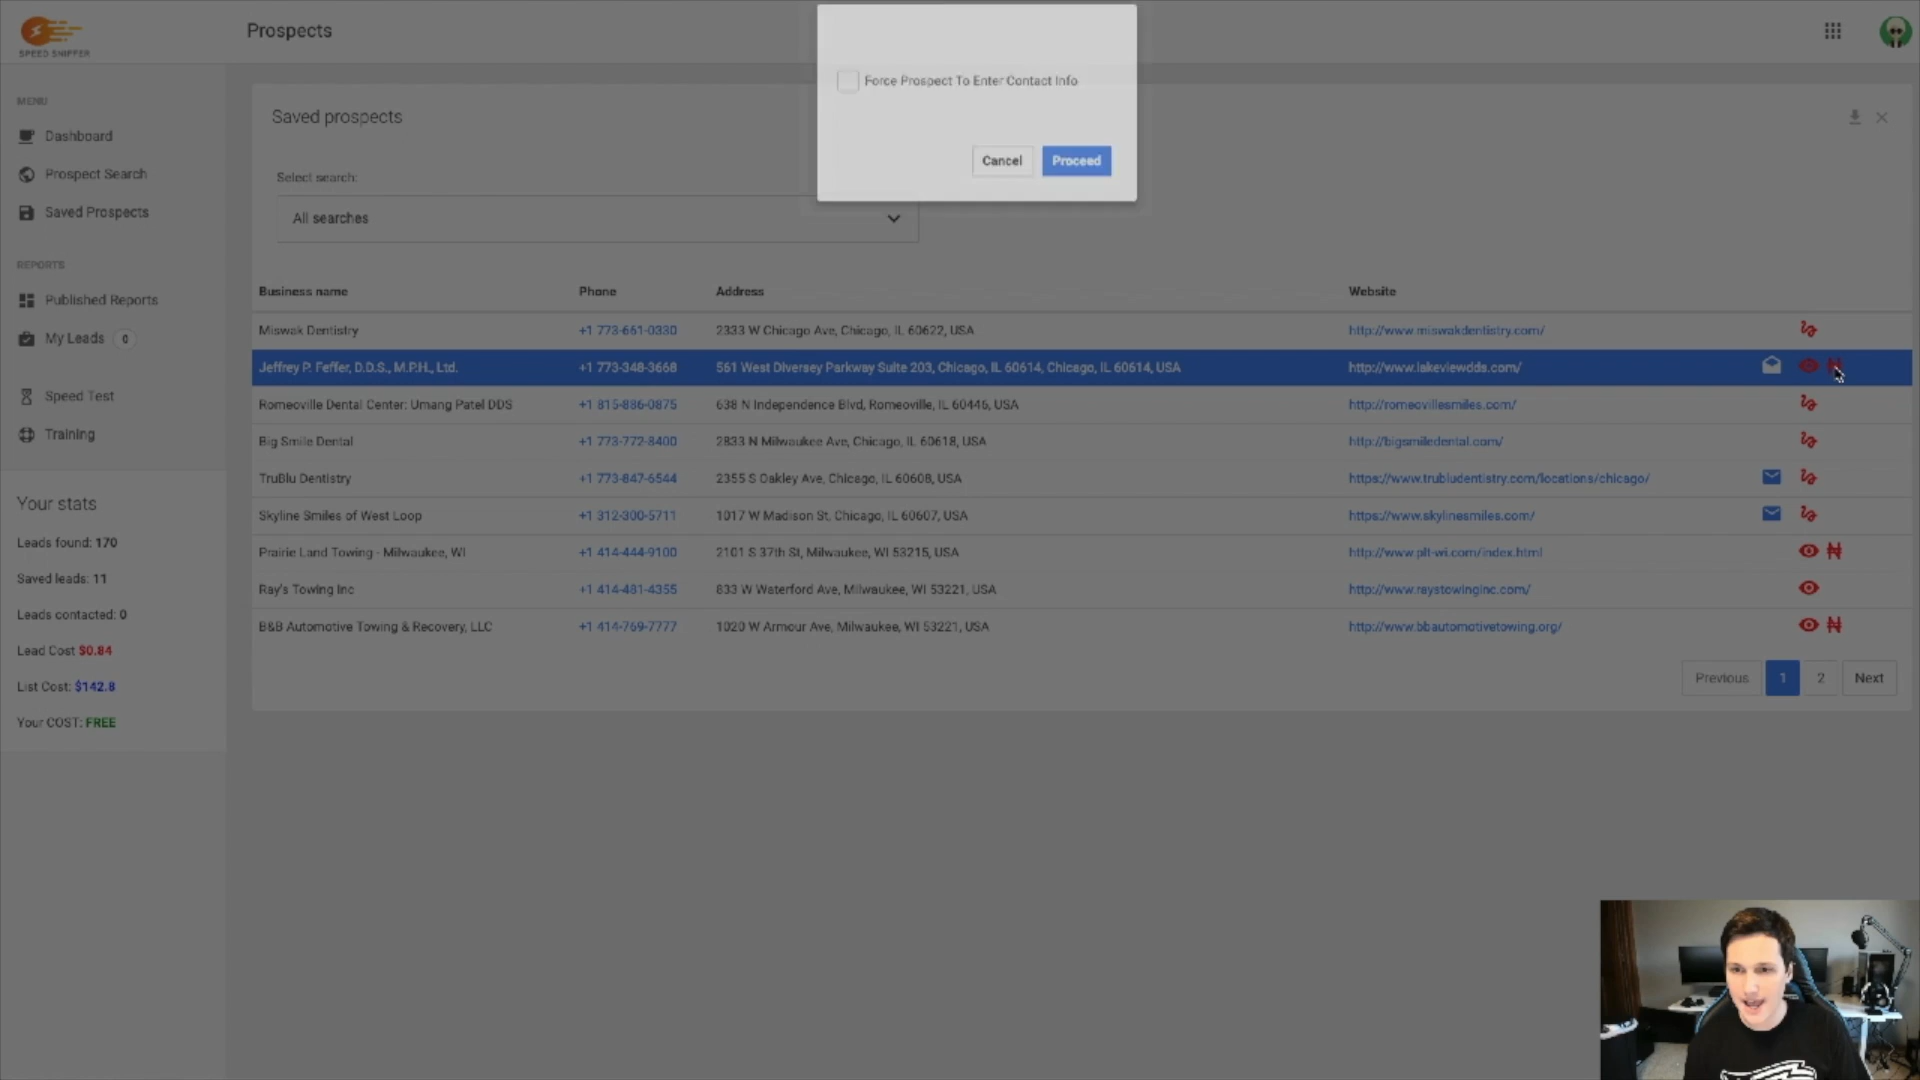 SPEED SNIFFER
Prospects
Force Prospect To Enter Contact Info
Cancel
Proceed
MENU
Dashboard
Prospect Search
Saved Prospects
REPORTS
Published Reports
My Leads 0
Speed Test
Training
Your stats
Leads found: 170
Saved leads: 11
Leads contacted: 0
Lead Cost $0.84
List Cost: $142.8
Your COST: FREE
Saved prospects
Select search:
All searches
Business name Phone Address Website
Miswak Dentistry +1 773-661-0330 2333 W Chicago Ave, Chicago, IL 60622, USA http://www.miswakdentistry.com/
Jeffrey P. Feffer, D.D.S., M.P.H., Ltd. +1 773-348-3668 561 West Diversey Parkway Suite 203, Chicago, IL 60614, Chicago, IL 60614, USA http://www.lakeviewdds.com/
Romeoville Dental Center: Umang Patel DDS +1 815-886-0875 638 N Independence Blvd, Romeoville, IL 60446, USA http://romeovillesmiles.com/
Big Smile Dental +1 773-772-8400 2833 N Milwaukee Ave, Chicago, IL 60618, USA http://bigsmiledental.com/
TruBlu Dentistry +1 773-847-6544 2355 S Oakley Ave, Chicago, IL 60608, USA https://www.trubludentistry.com/locations/chicago/
Skyline Smiles of West Loop +1 312-300-5711 1017 W Madison St, Chicago, IL 60607, USA https://www.skylinesmiles.com/
Prairie Land Towing - Milwaukee, WI +1 414-444-9100 2101 S 37th St, Milwaukee, WI 53215, USA http://www.plt-wi.com/index.html
Ray's Towing Inc +1 414-481-4355 833 W Waterford Ave, Milwaukee, WI 53221, USA http://www.raystowinginc.com/
B&B Automotive Towing & Recovery, LLC +1 414-769-7777 1020 W Armour Ave, Milwaukee, WI 53221, USA http://www.bbautomotivetowing.org/
Previous 1 2 Next